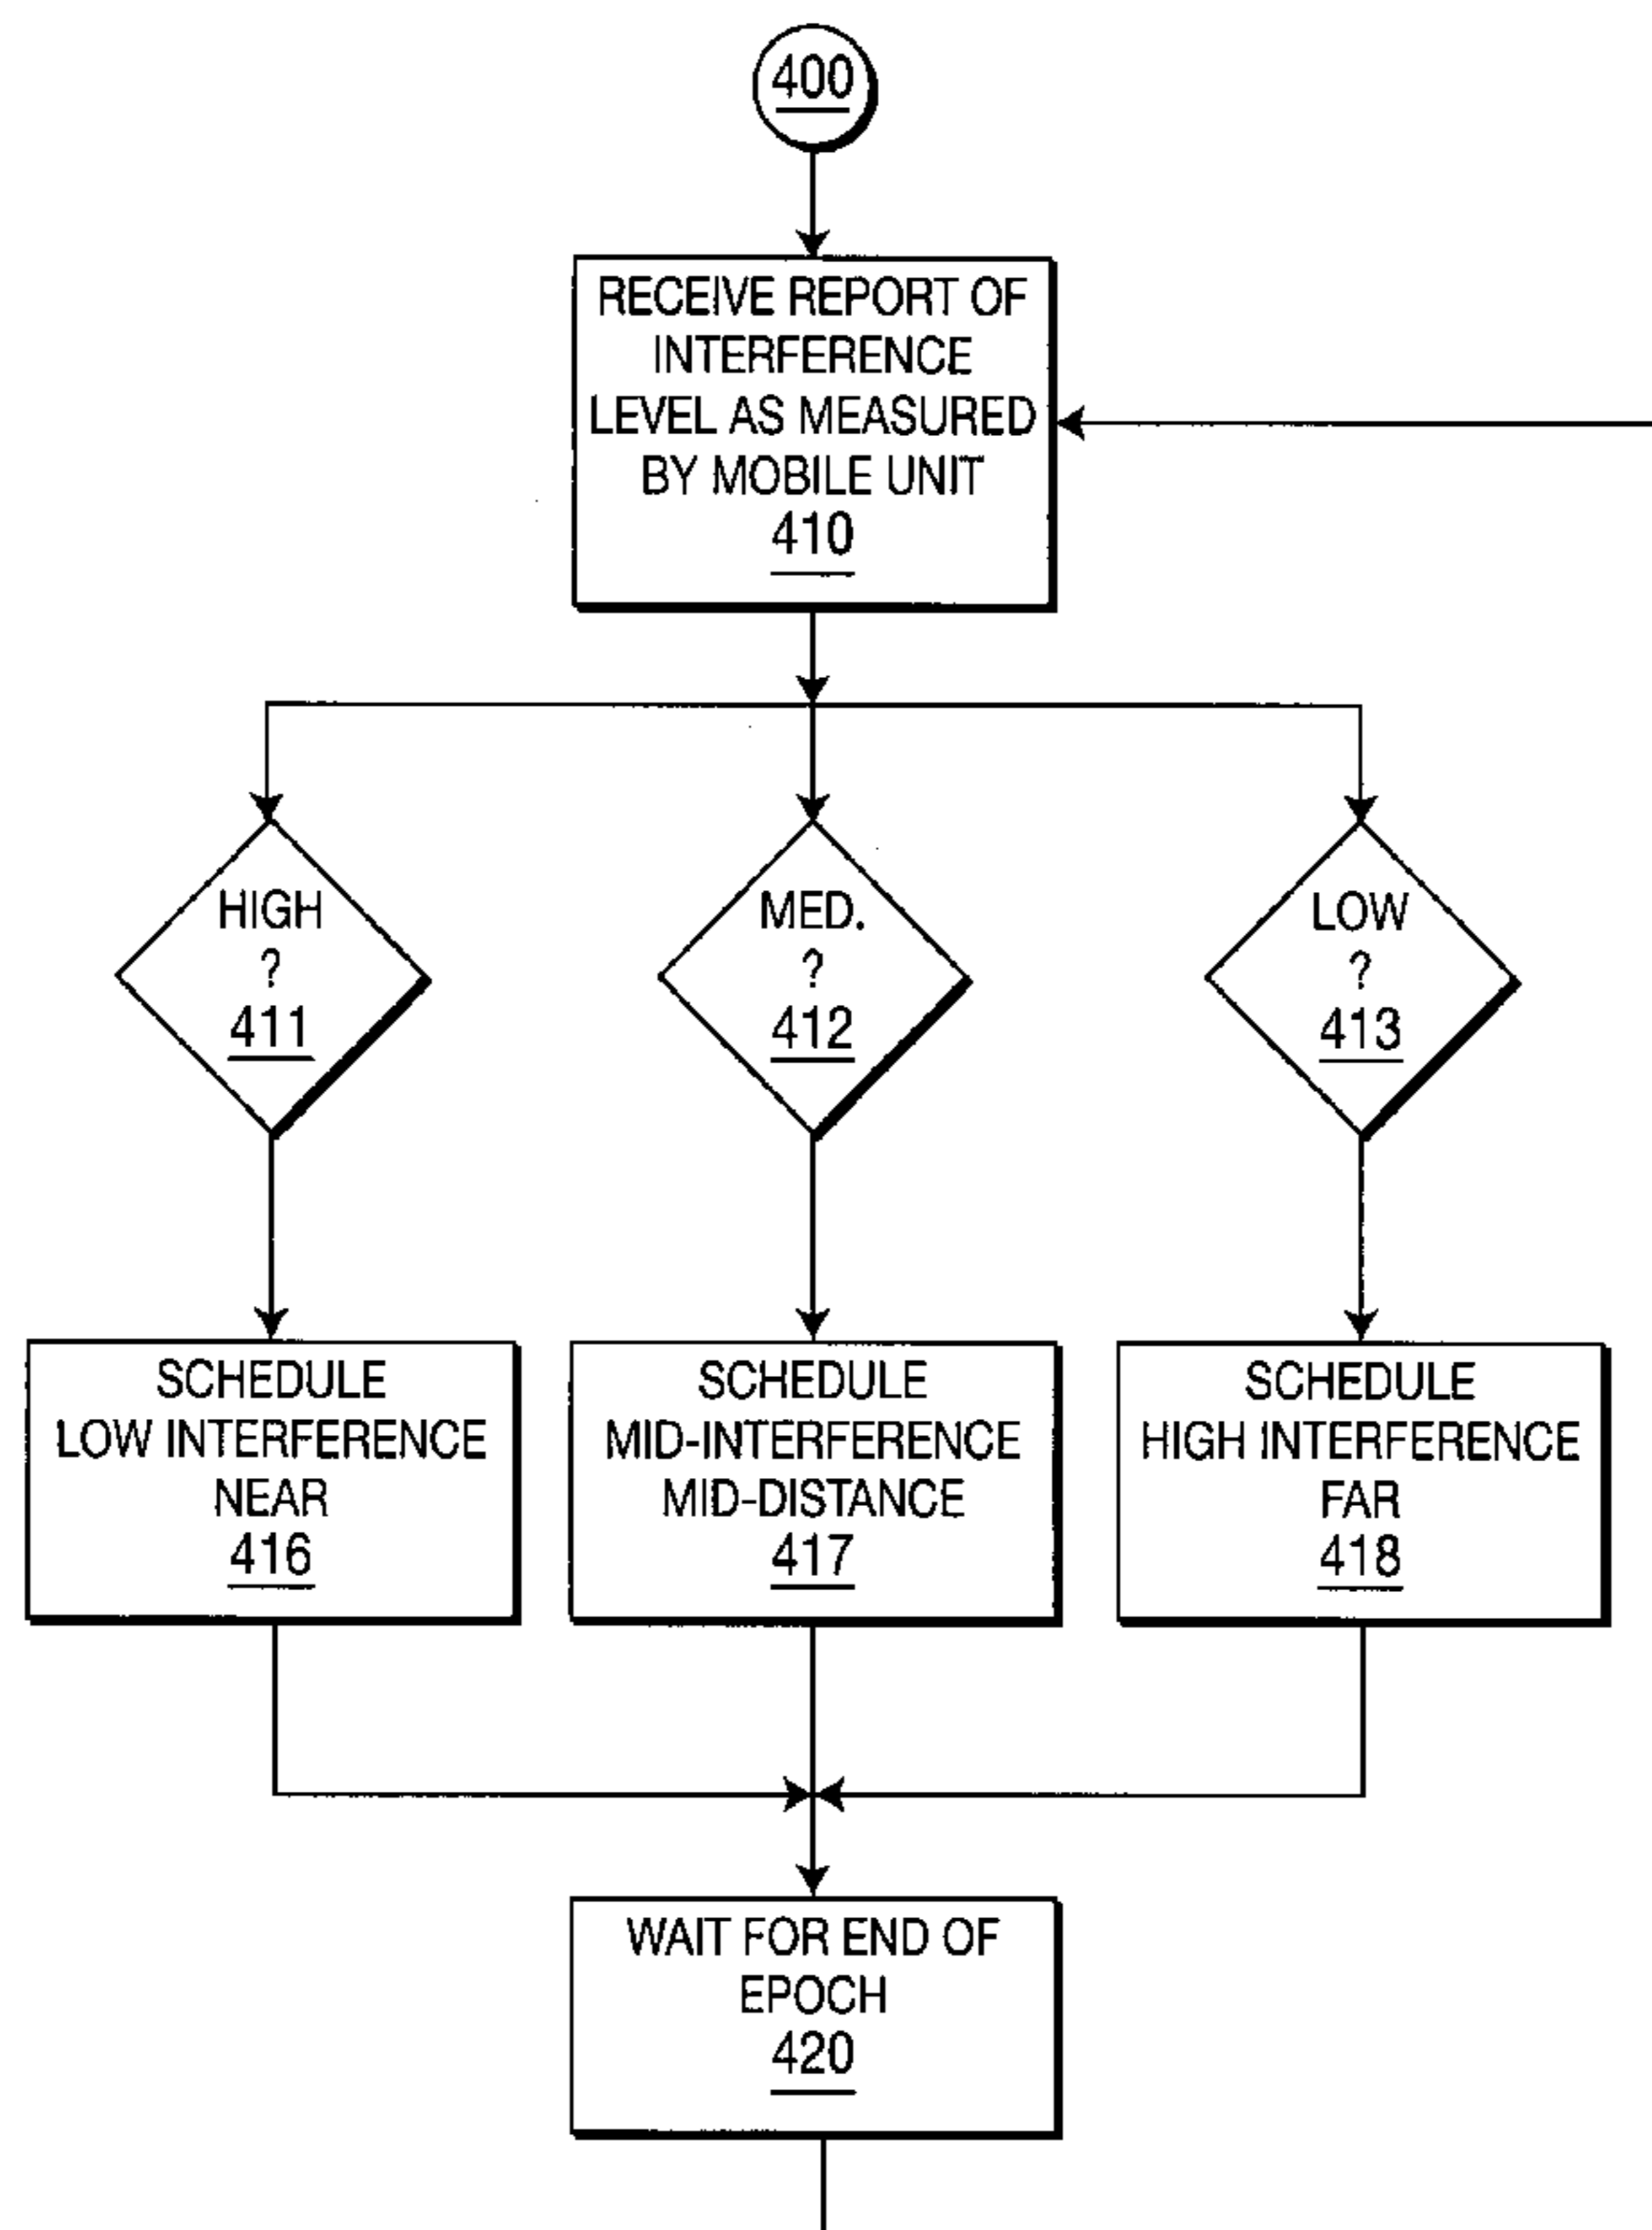 400
RECEIVE REPORT OF
INTERFERENCE
LEVEL AS MEASURED
BY MOBILE UNIT
410
HIGH
?
411
MED.
?
412
LOW
?
413
SCHEDULE
LOW INTERFERENCE
NEAR
416
SCHEDULE
MID-INTERFERENCE
MID-DISTANCE
417
SCHEDULE
HIGH INTERFERENCE
FAR
418
WAIT FOR END OF
EPOCH
420